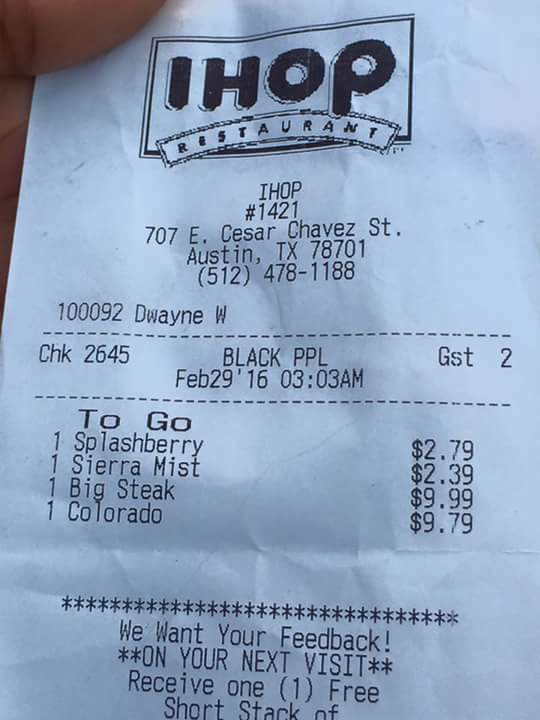 IHOP
RESTAURANT
IHOP
#1421
707 E. Cesar Chavez St.
Austin, TX 78701
(512) 478-1188
100092 Dwayne W
Chk 2645 BLACK PPL Gst 2
Feb29'16 03:03AM
To Go
1 Splashberry $2.79
1 Sierra Mist $2.39
1 Big Steak $9.99
1 Colorado $9.79
**********************************
We Want Your Feedback!
**ON YOUR NEXT VISIT**
Receive one (1) Free
Short Stack of